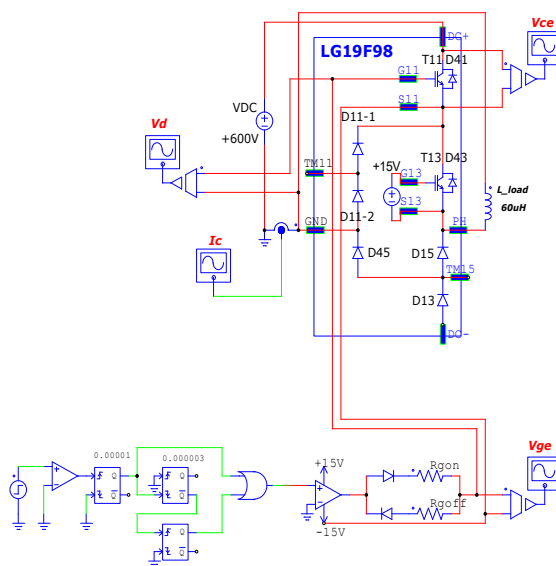 DC+
Vce
LG19F98
T11 D41
G11
VDC
S11
Vd
D11-1
+600V
TM11
+15V
T13 D43
G13
L_load
D11-2
S13
60uH
GND
PH
Ic
D45
D15
TM15
D13
DC-
0.00001
0.000003
Q
Q
Q
Q
Q
Q
+15V
Rgon
Vge
Rgoff
-15V